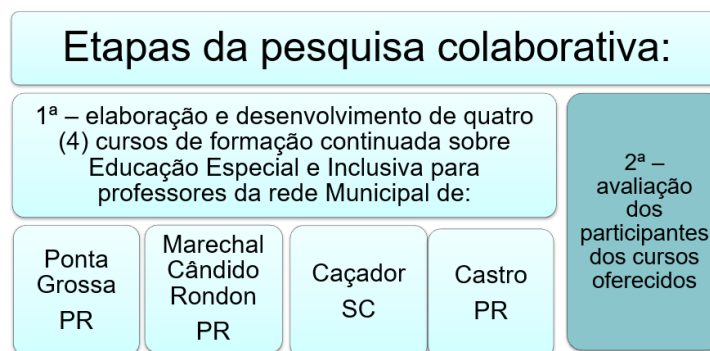 Etapas da pesquisa colaborativa:
1ª – elaboração e desenvolvimento de quatro
(4) cursos de formação continuada sobre
Educação Especial e Inclusiva para
professores da rede Municipal de:
Ponta
Grossa
PR
Marechal
Cândido
Rondon
PR
Caçador
SC
Castro
PR
2ª –
avaliação
dos
participantes
dos cursos
oferecidos